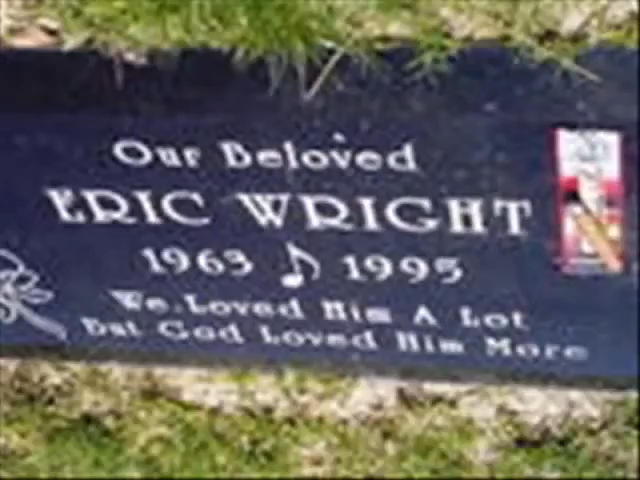 Our Beloved
ERIC WRIGHT
1963 1995
We Loved Him A Lot
But God Loved Him More